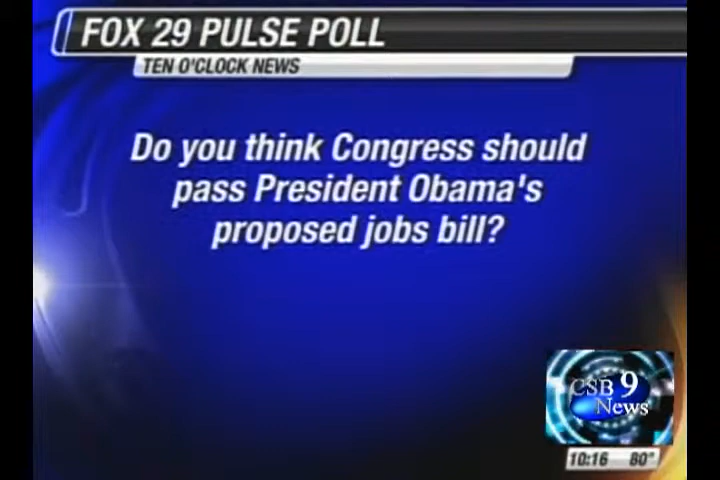 FOX 29 PULSE POLL
TEN O'CLOCK NEWS
Do you think Congress should
pass President Obama's
proposed jobs bill?
CSB 9
News
10:16 80°